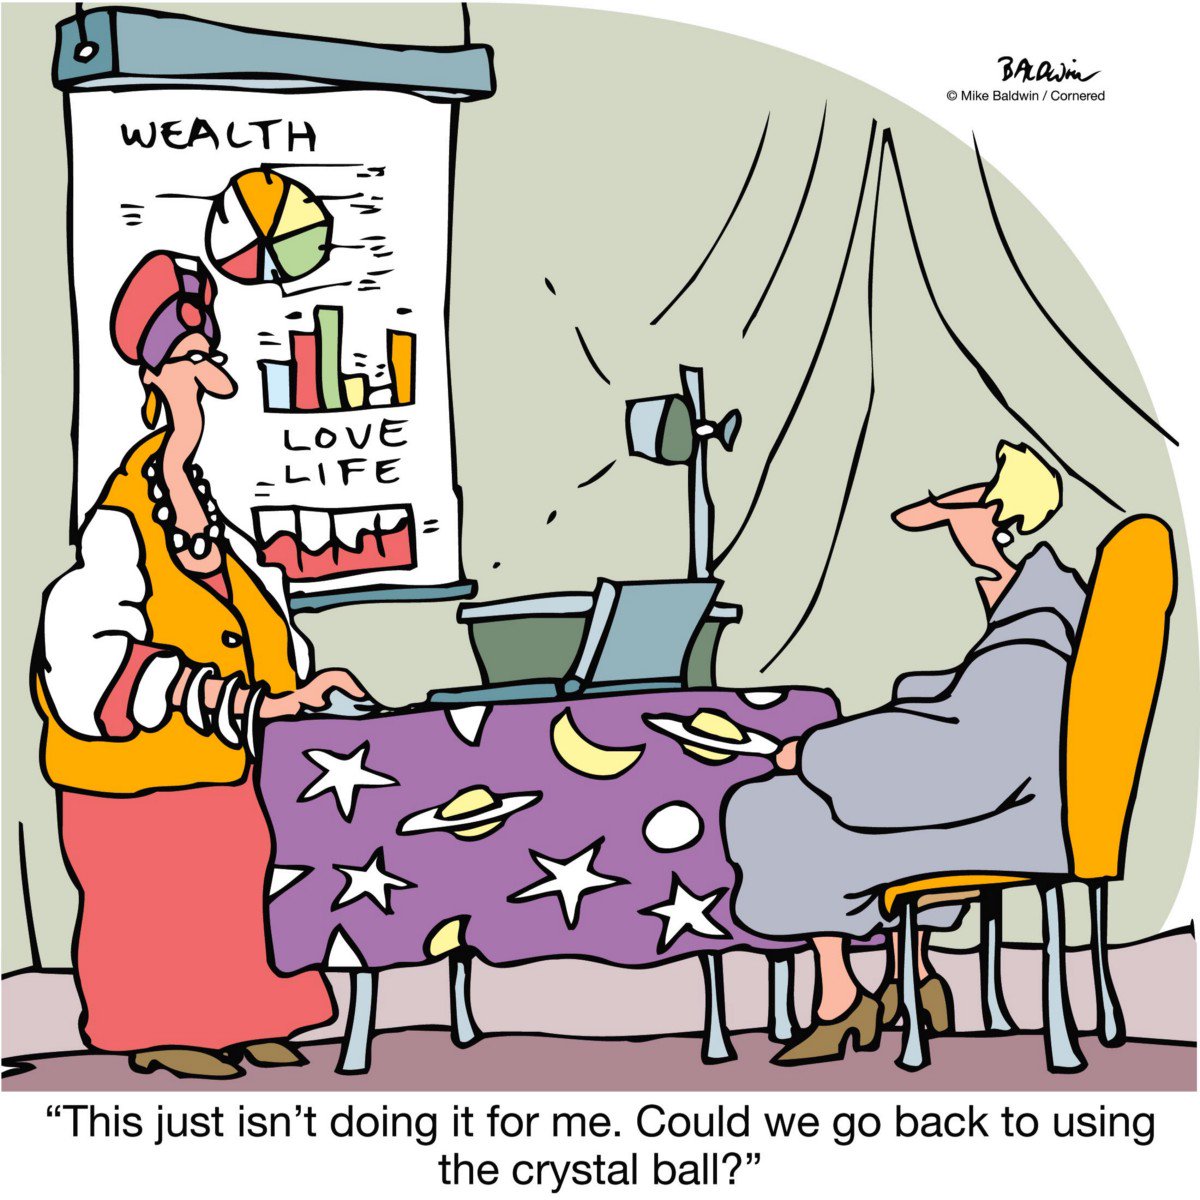 BALDWIN
© Mike Baldwin / Cornered
WEALTH
LOVE
LIFE
“This just isn’t doing it for me. Could we go back to using
the crystal ball?”